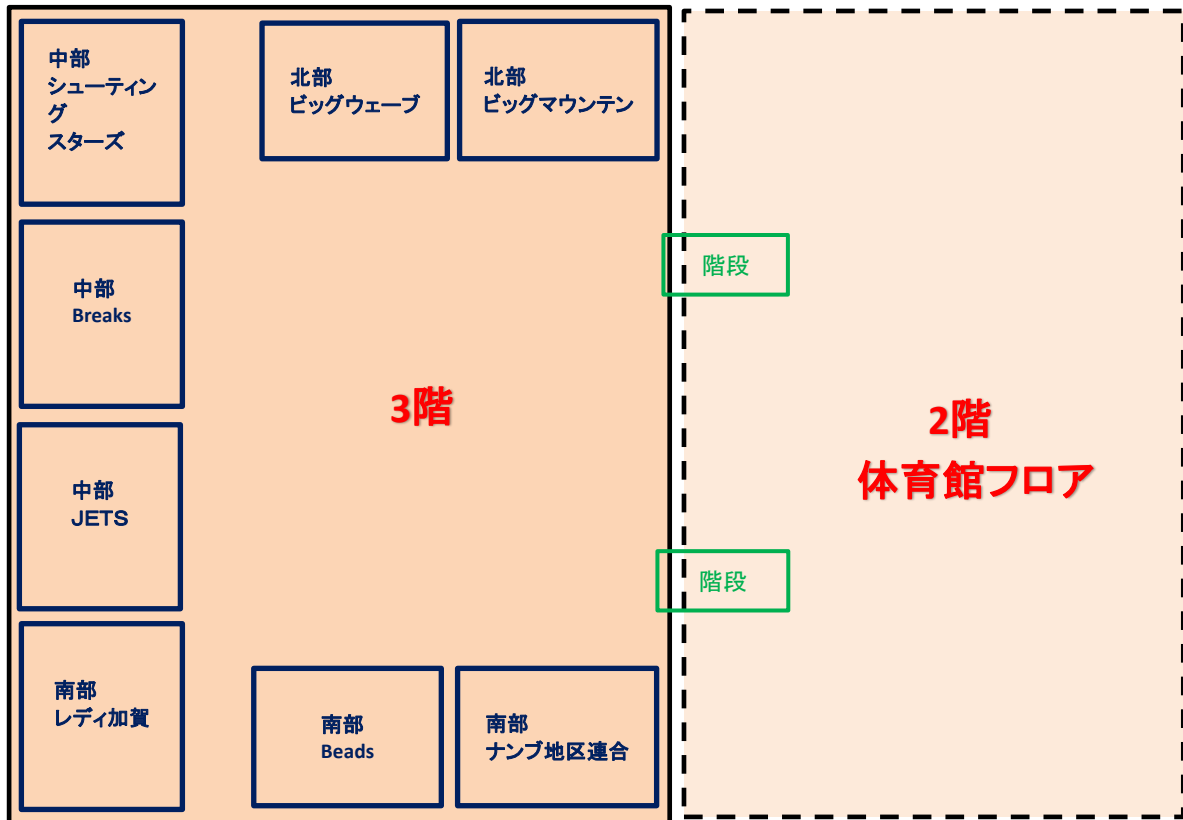 中部
シューティン
グ
スターズ
北部
ビッグウェーブ
北部
ビッグマウンテン
中部
Breaks
階段
3階
2階
体育館フロア
中部
JETS
階段
南部
レディ加賀
南部
Beads
南部
ナンブ地区連合